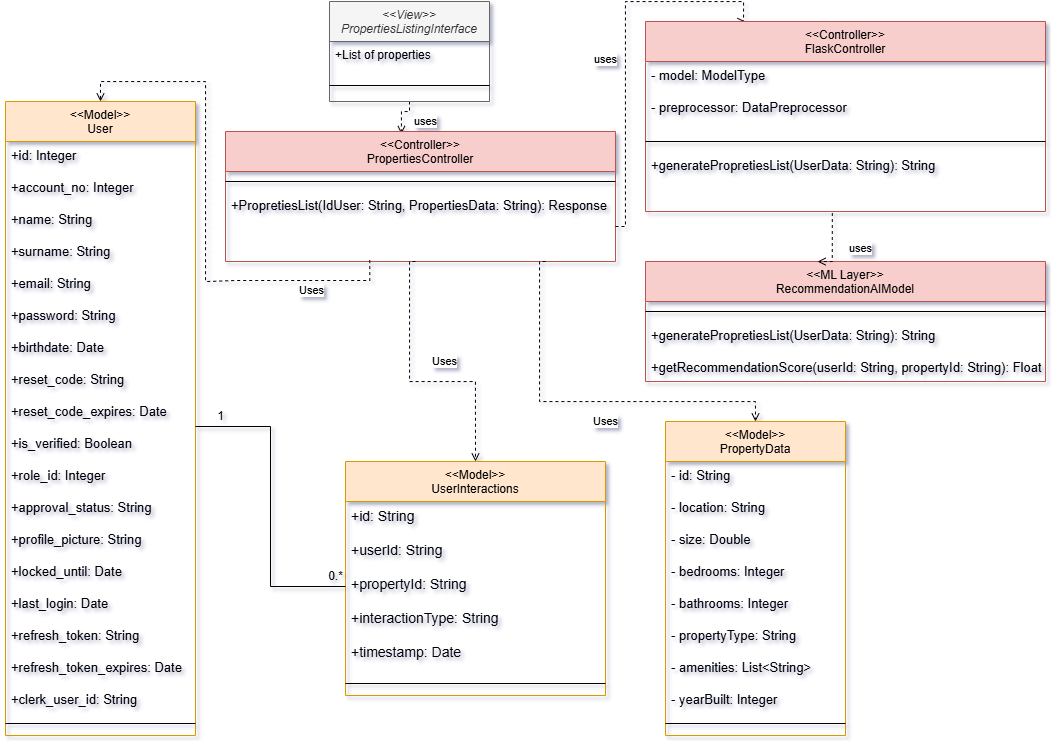 <<View>>
PropertiesListingInterface
+List of properties
uses
<<Controller>>
PropertiesController
+PropretiesList(IdUser: String, PropertiesData: String): Response
uses
<<Controller>>
FlaskController
- model: ModelType
- preprocessor: DataPreprocessor
+generatePropretiesList(UserData: String): String
uses
<<ML Layer>>
RecommendationAIModel
+generatePropretiesList(UserData: String): String
+getRecommendationScore(userId: String, propertyId: String): Float
Uses
Uses
Uses
<<Model>>
User
+id: Integer
+account_no: Integer
+name: String
+surname: String
+email: String
+password: String
+birthdate: Date
+reset_code: String
+reset_code_expires: Date
+is_verified: Boolean
+role_id: Integer
+approval_status: String
+profile_picture: String
+locked_until: Date
+last_login: Date
+refresh_token: String
+refresh_token_expires: Date
+clerk_user_id: String
1
0.*
<<Model>>
UserInteractions
+id: String
+userId: String
+propertyId: String
+interactionType: String
+timestamp: Date
<<Model>>
PropertyData
- id: String
- location: String
- size: Double
- bedrooms: Integer
- bathrooms: Integer
- propertyType: String
- amenities: List<String>
- yearBuilt: Integer